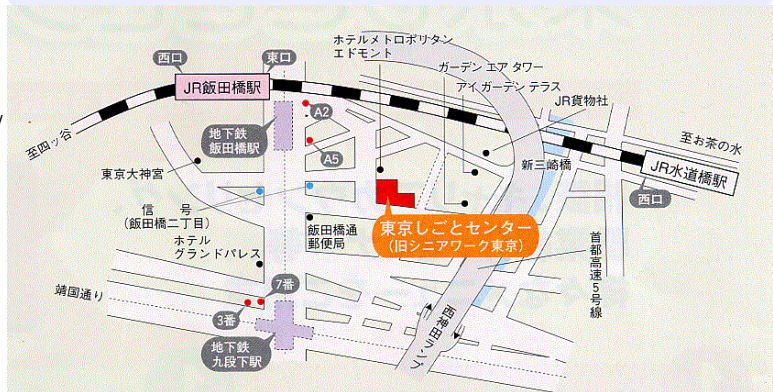 ホテルメトロポリタン
エドモント
西口
東口
ガーデン エア タワー
アイ ガーデン テラス
JR飯田橋駅
JR貨物社
A2
地下鉄
飯田橋駅
A5
至四ッ谷
至お茶の水
東京大神宮
新三崎橋
JR水道橋駅
西口
信号
(飯田橋二丁目)
飯田橋通
郵便局
東京しごとセンター
(旧シニアワーク東京)
ホテル
グランドパレス
首都高速5号線
靖国通り
7番
3番
西神田ランプ
地下鉄
九段下駅